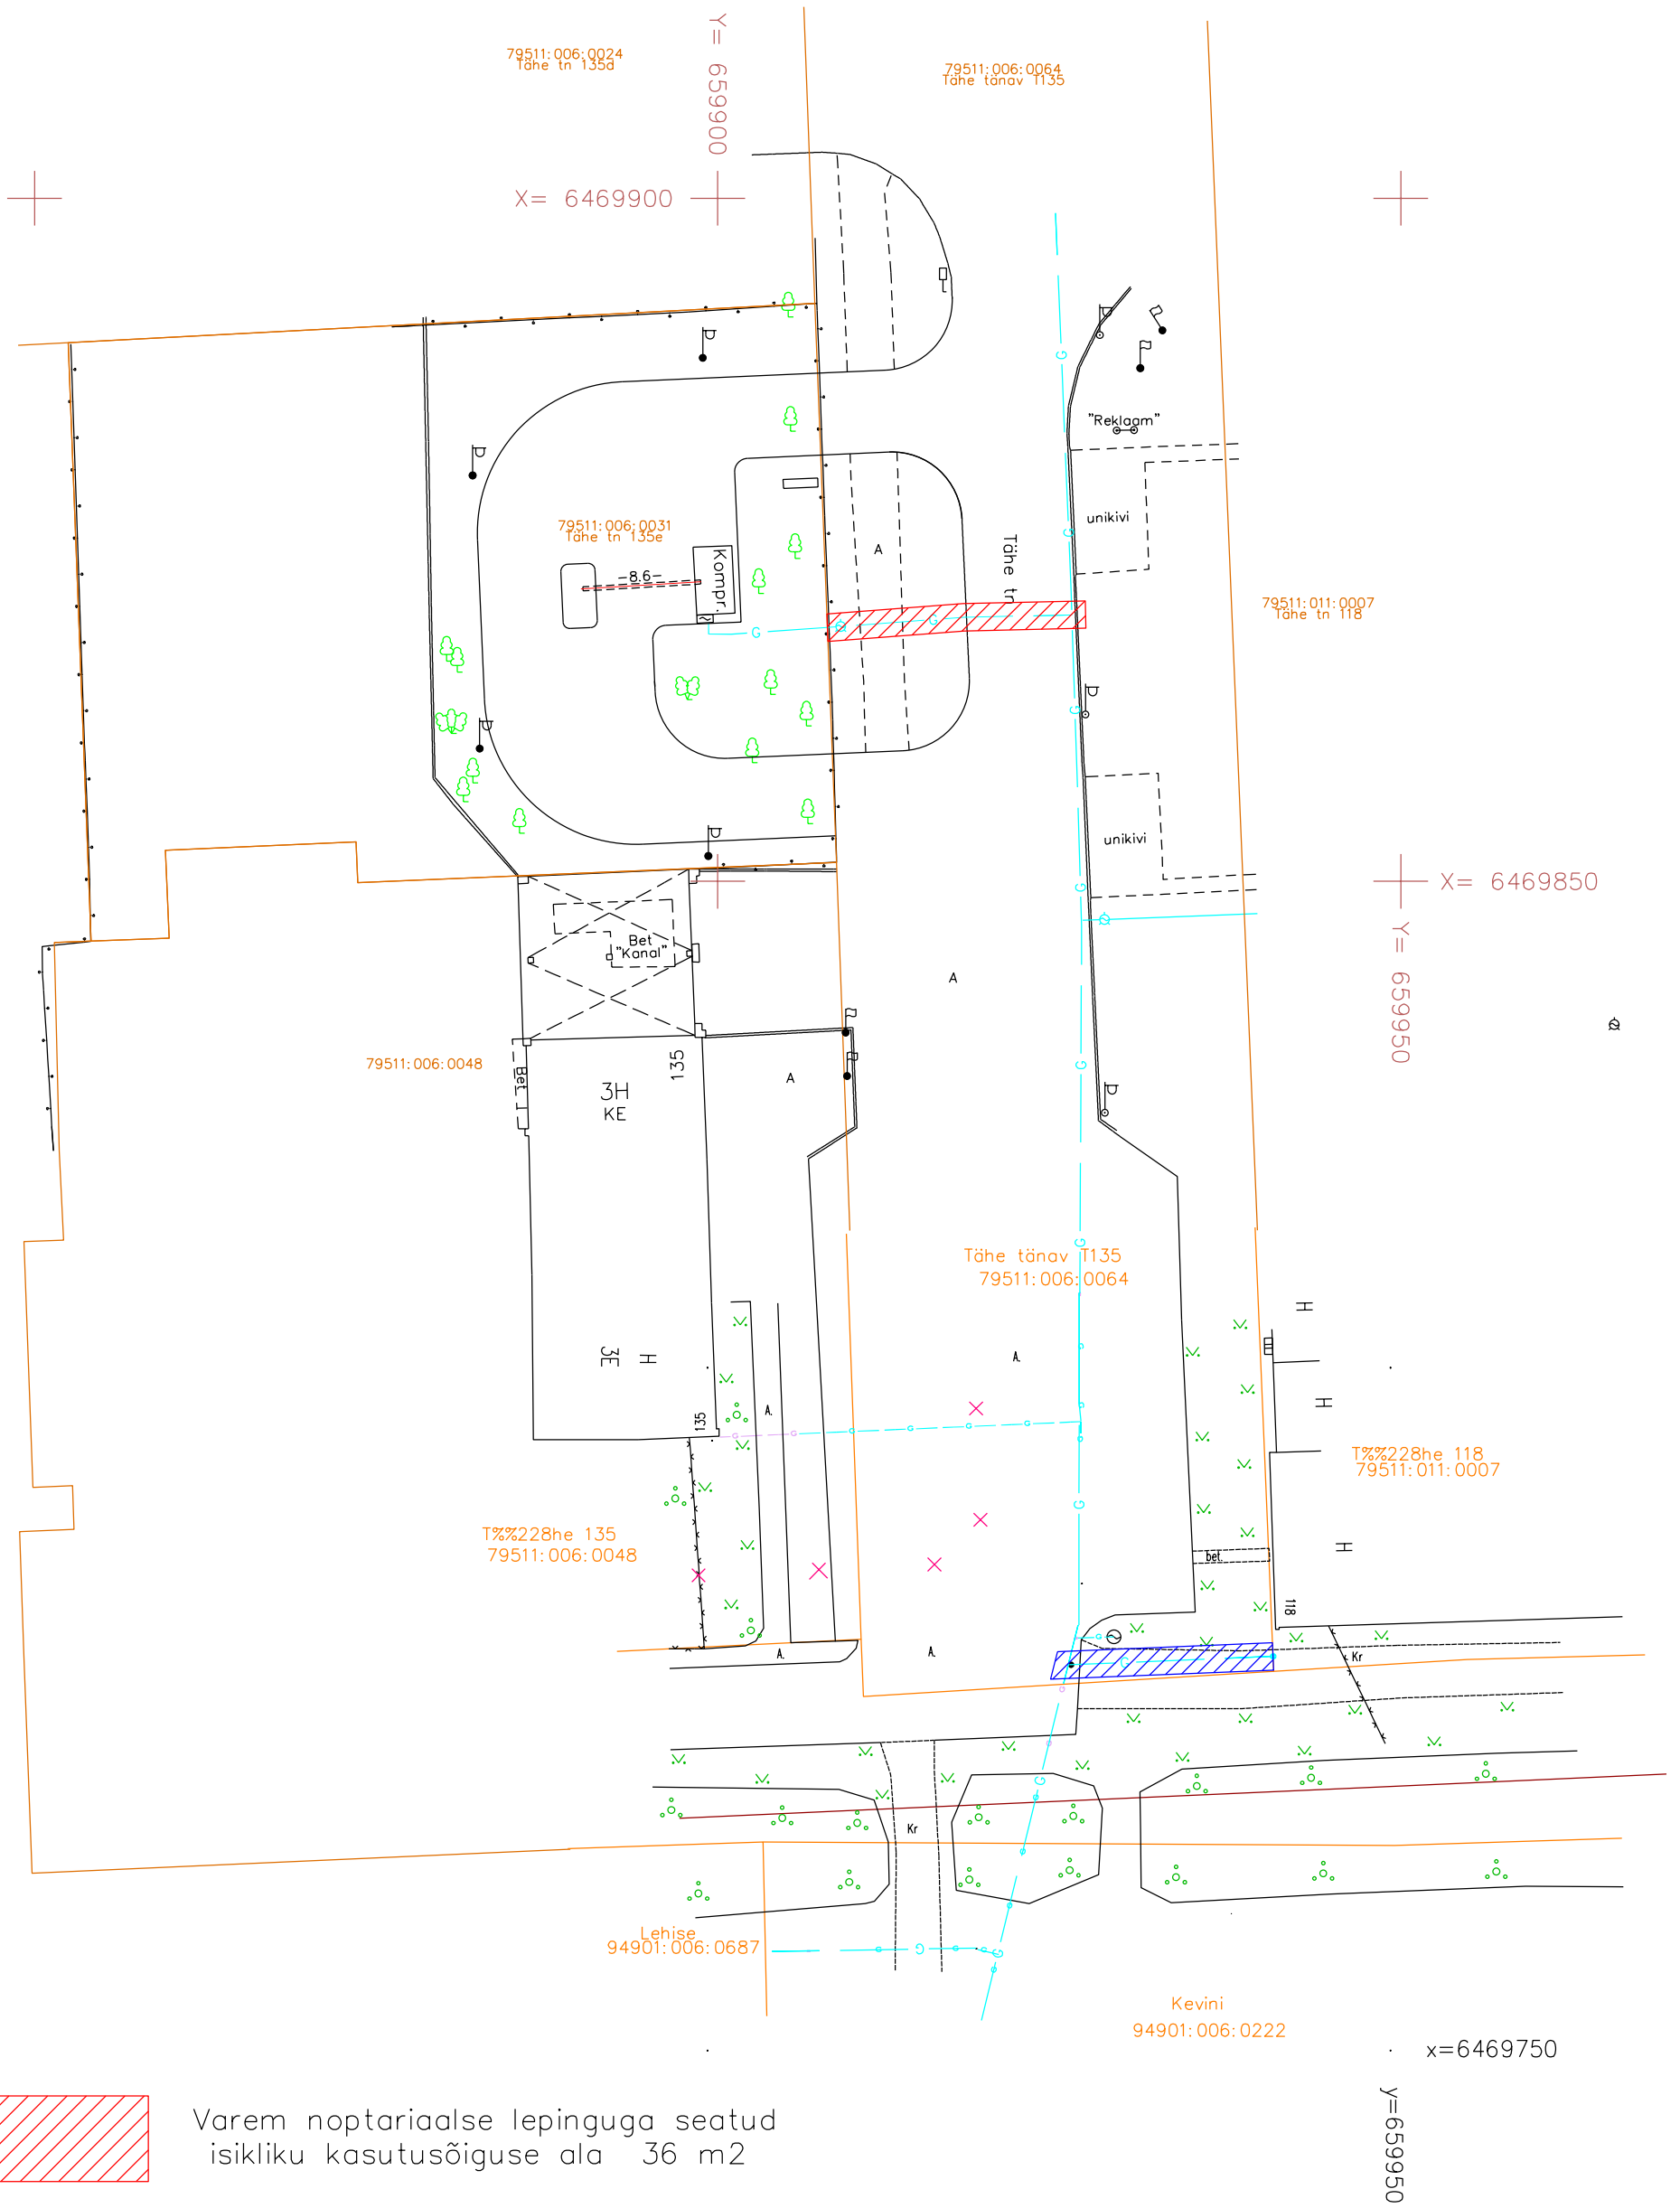 79511:006:0024
Tähe tn 135d
Y= 659900
79511:006:0064
Tähe tänav T135
X= 6469900
G
"Reklaam"
unikivi
79511:006:0031
Tähe tn 135e
A
Tähe tn
G
Kompr.
-8.6-
G
G
79511:011:0007
Tähe tn 118
G
unikivi
G
X= 6469850
Y= 659950
Bet
"Kanal"
A
79511:006:0048
Bet
3H
KE
135
A
G
G
Tähe tänav T135
79511:006:0064
H
3E
H
A.
A.
H
135
G
G
G
G
G
G
T%%228he 118
79511:011:0007
G
T%%228he 135
79511:006:0048
bet.
H
118
A.
A.
G
G
Kr
G
Kr
Lehise
94901:006:0687
G
G
Kevini
94901:006:0222
x=6469750
y=659950
Varem noptariaalse lepinguga seatud
isikliku kasutusõiguse ala 36 m2